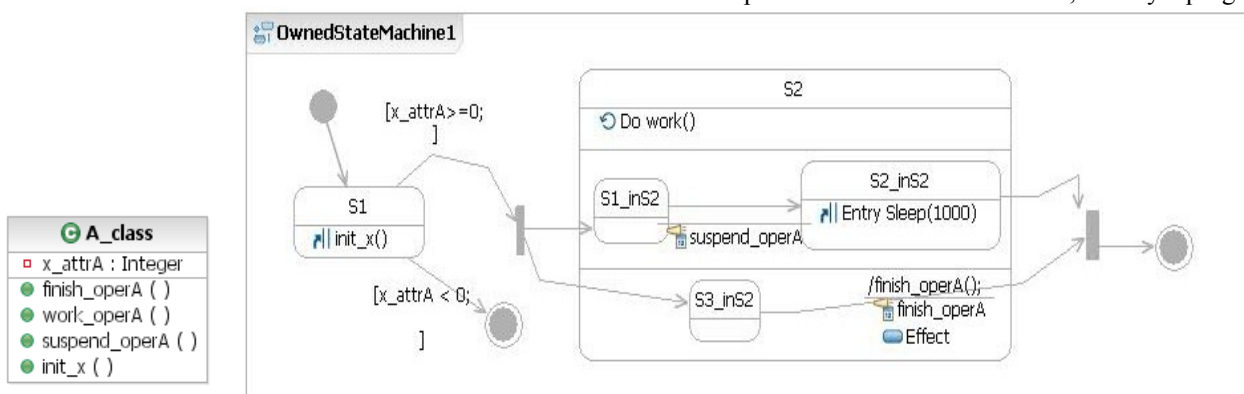 OwnedStateMachine1
A_class
x_attrA : Integer
finish_operA ( )
work_operA ( )
suspend_operA ( )
init_x ( )
[x_attrA>=0;
]
S1
init_x()
[x_attrA < 0;
]
S2
Do work()
S1_inS2
suspend_operA
S2_inS2
Entry Sleep(1000)
S3_inS2
/finish_operA();
finish_operA
Effect